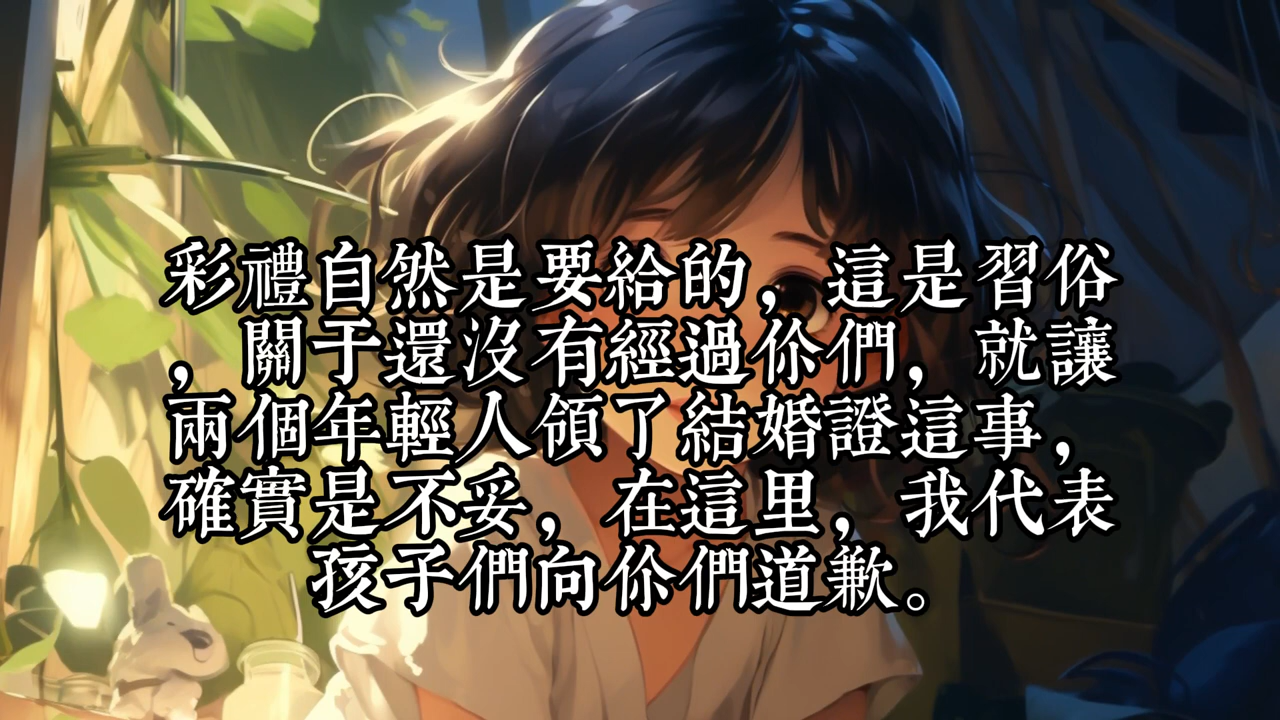 彩禮自然是要給的，這是習俗
，關于還沒有經過你們，就讓
兩個年輕人領了結婚證這事，
確實是不妥，在這里，我代表
孩子們向你們道歉。